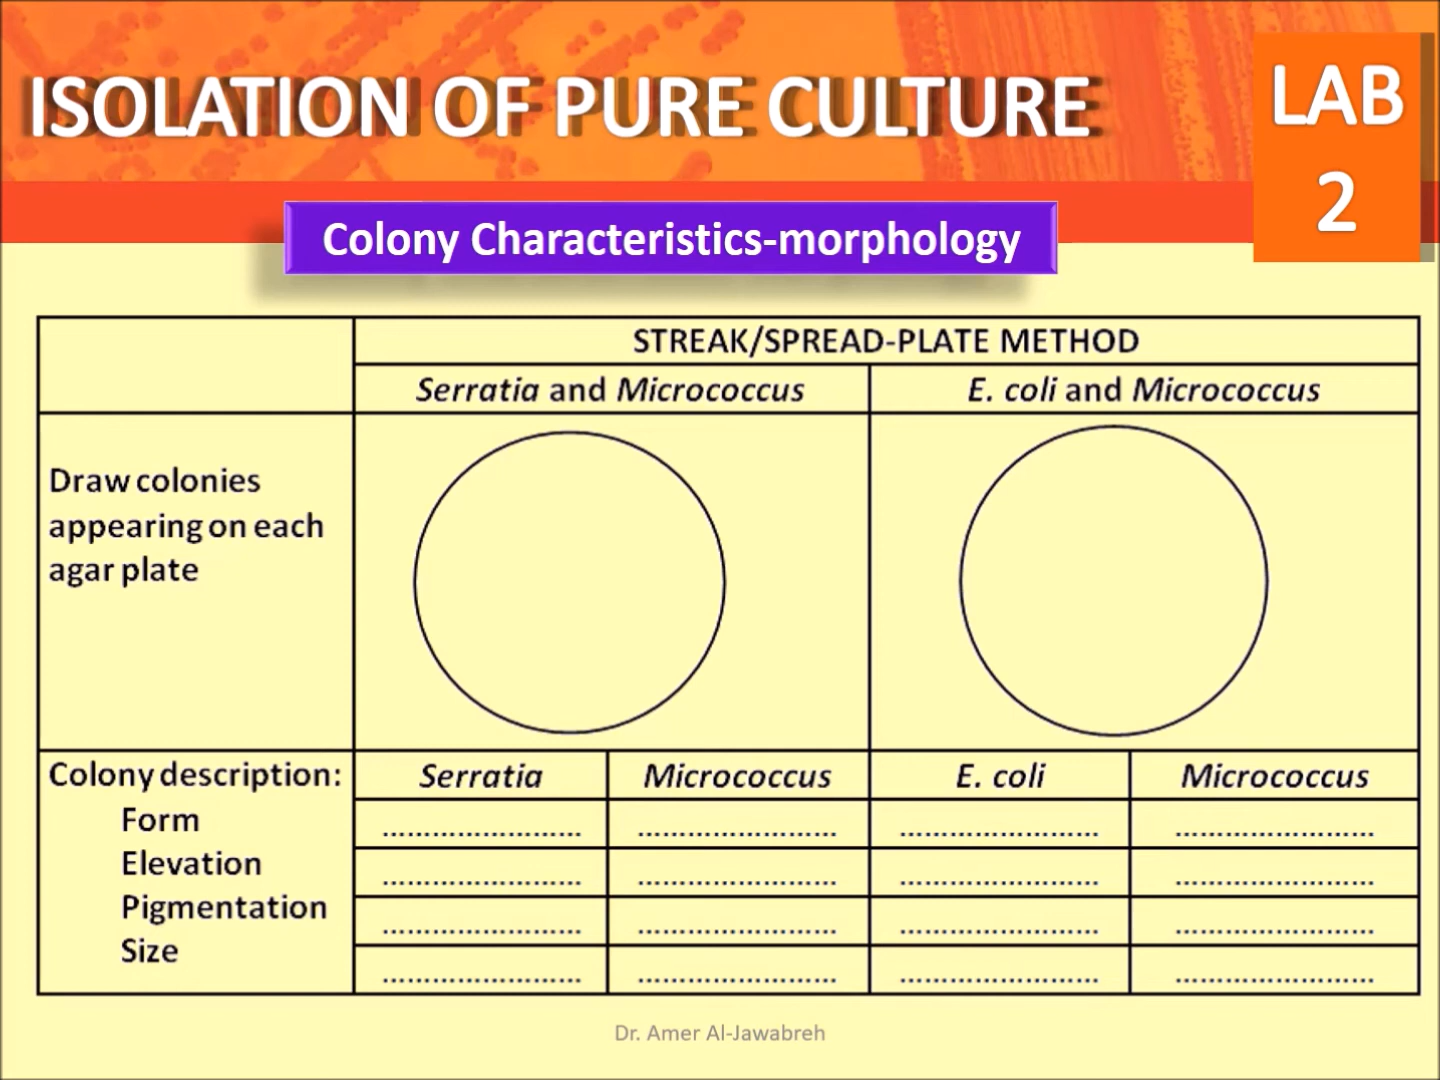 ISOLATION OF PURE CULTURE
LAB
2
Colony Characteristics-morphology
STREAK/SPREAD-PLATE METHOD
Serratia and Micrococcus
E. coli and Micrococcus
Draw colonies
appearing on each
agar plate
Colony description:
Serratia
Micrococcus
E. coli
Micrococcus
Form
........................
........................
........................
........................
Elevation
........................
........................
........................
........................
Pigmentation
........................
........................
........................
........................
Size
........................
........................
........................
........................
Dr. Amer Al-Jawabreh